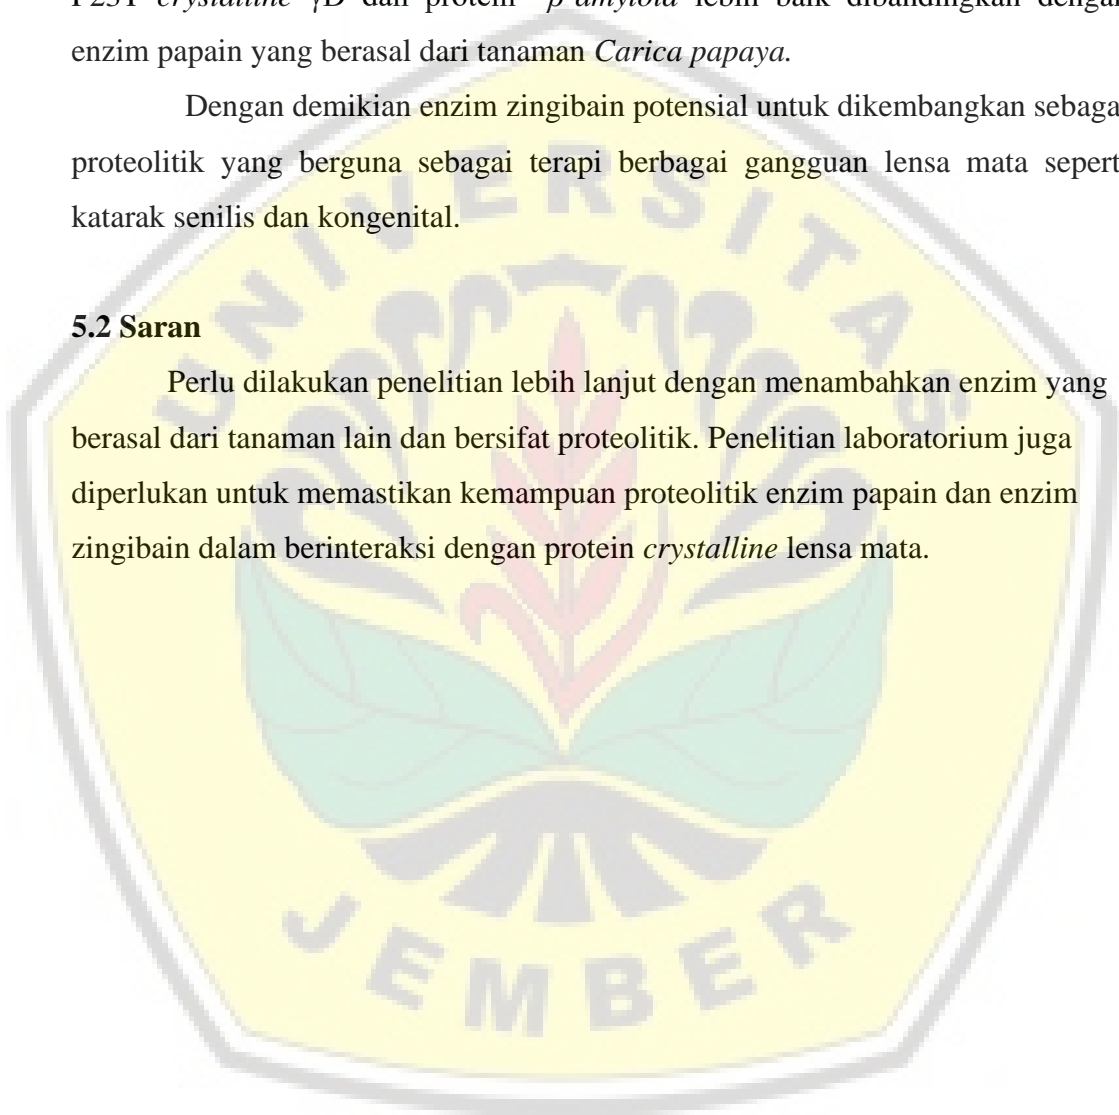 crystalline γD dan protein β amyloid lebih baik dibandingkan dengan
enzim papain yang berasal dari tanaman Carica papaya.
Dengan demikian enzim zingibain potensial untuk dikembangkan sebaga
proteolitik yang berguna sebagai terapi berbagai gangguan lensa mata sepert
katarak senilis dan kongenital.
5.2 Saran
Perlu dilakukan penelitian lebih lanjut dengan menambahkan enzim yang
berasal dari tanaman lain dan bersifat proteolitik. Penelitian laboratorium juga
diperlukan untuk memastikan kemampuan proteolitik enzim papain dan enzim
zingibain dalam berinteraksi dengan protein crystalline lensa mata.
UNIVERSITAS
JEMBER